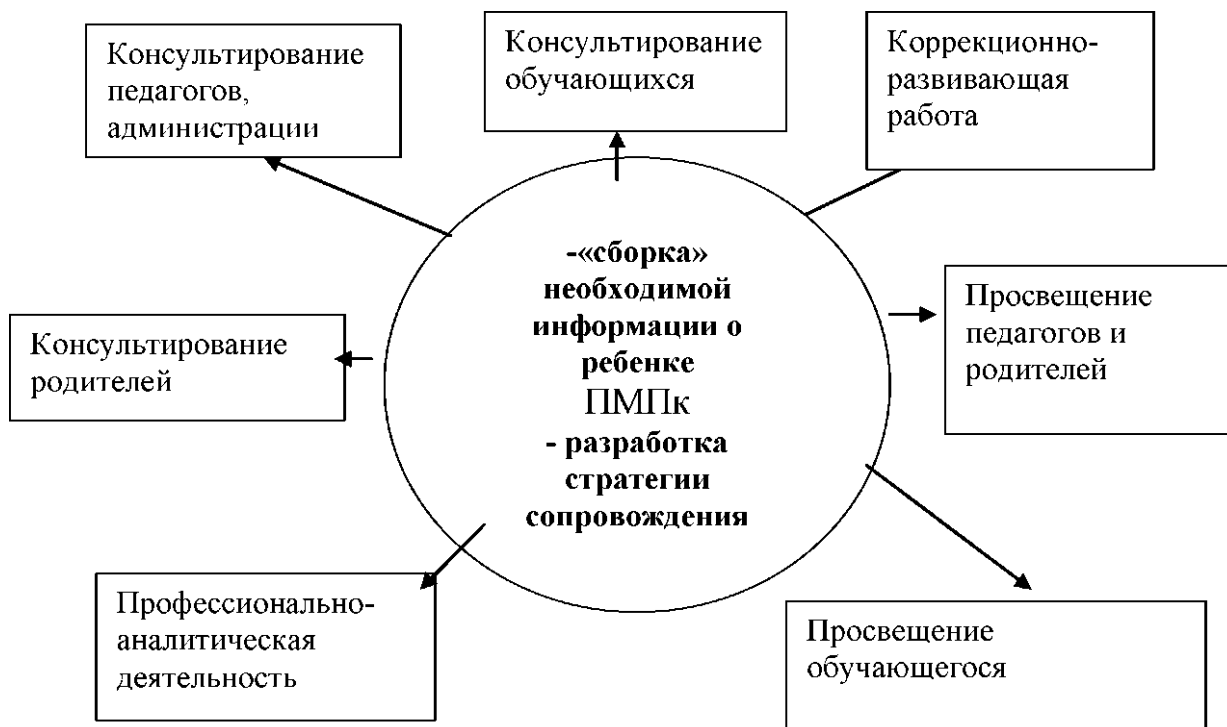 Консультирование
педагогов,
администрации
Консультирование
обучающихся
Коррекционно-
развивающая
работа
-«сборка»
необходимой
информации о
ребенке
ПМПк
- разработка
стратегии
сопровождения
Консультирование
родителей
Просвещение
педагогов и
родителей
Профессионально-
аналитическая
деятельность
Просвещение
обучающегося